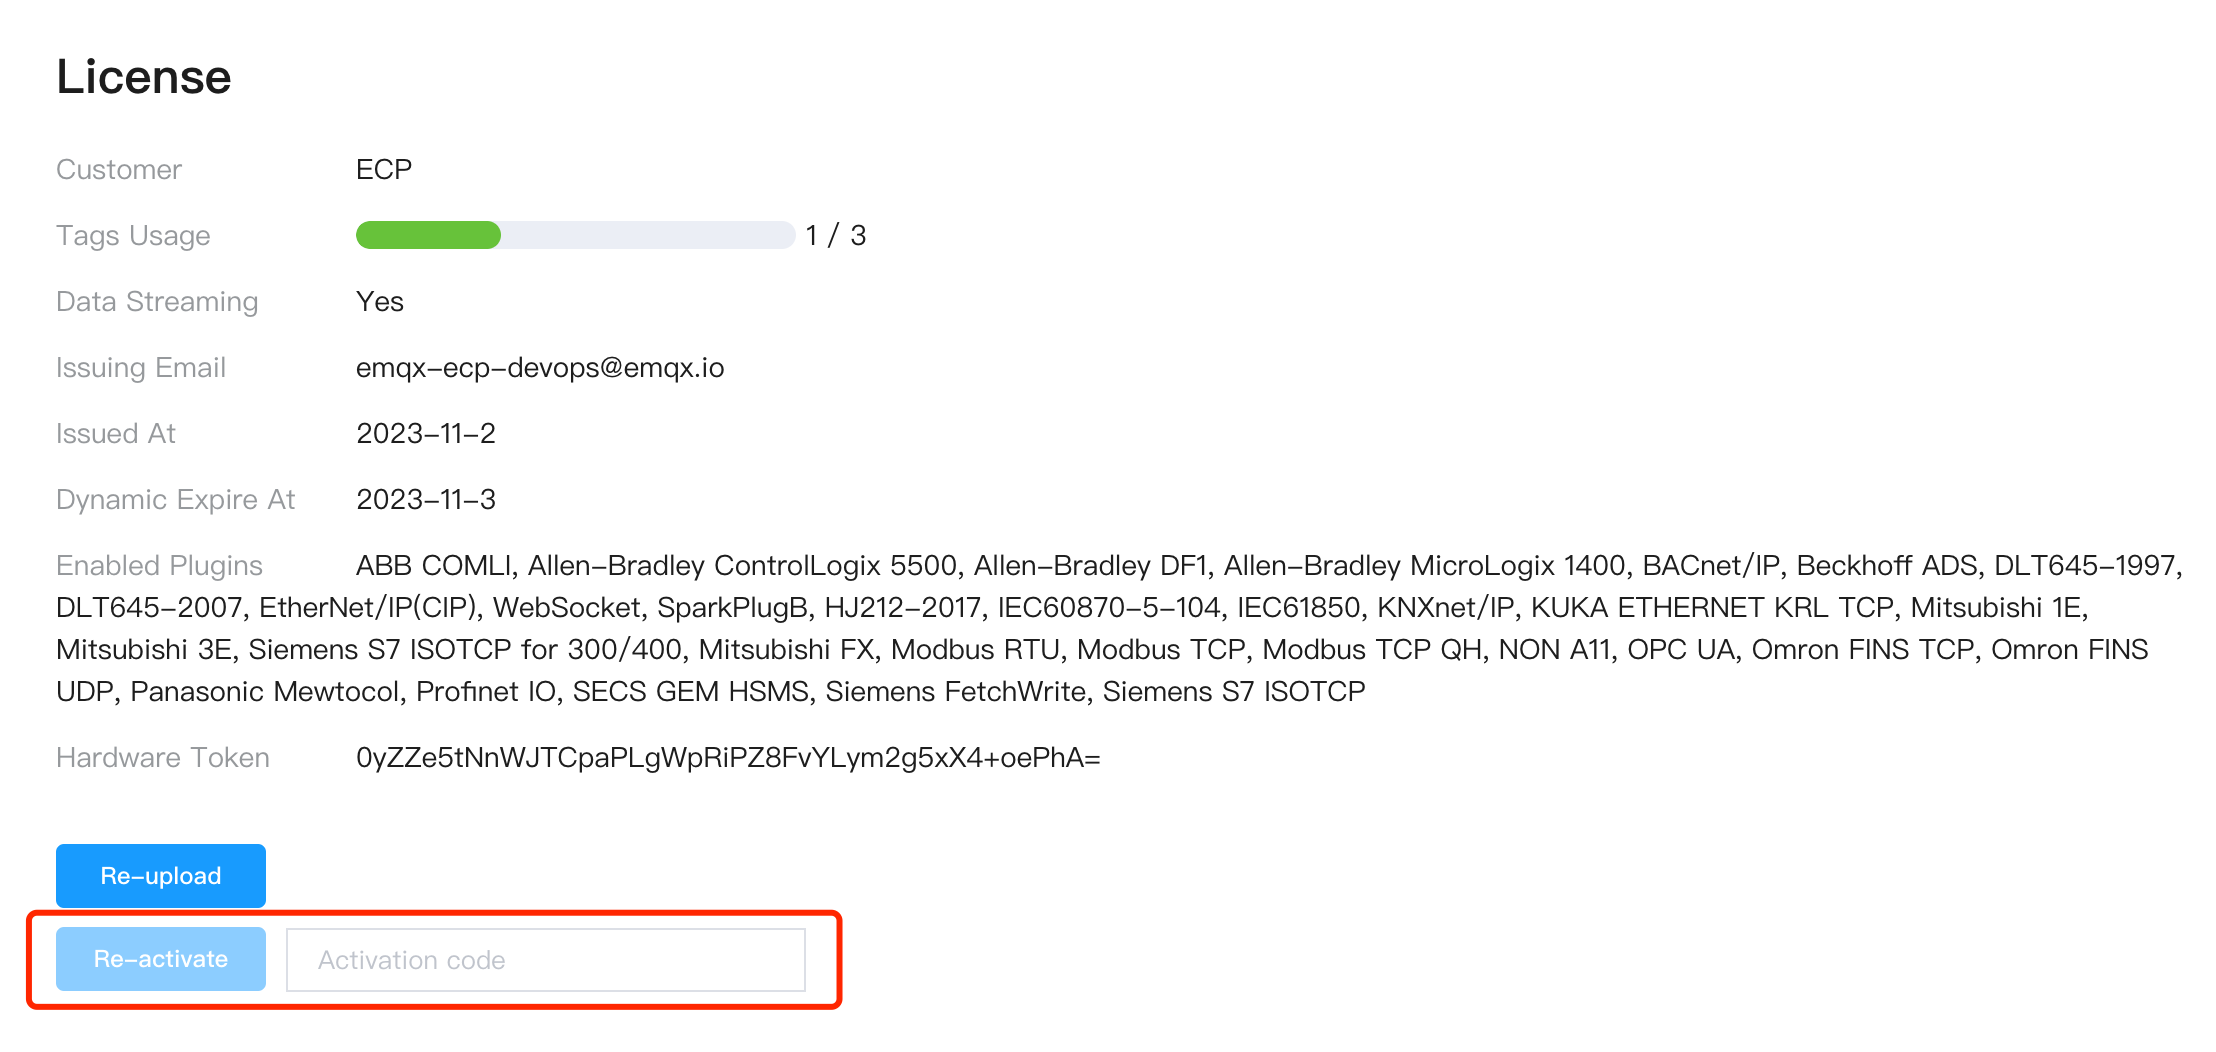 License
Customer ECP
Tags Usage 1 / 3
Data Streaming Yes
Issuing Email emqx-ecp-devops@emqx.io
Issued At 2023-11-2
Dynamic Expire At 2023-11-3
Enabled Plugins ABB COMLI, Allen-Bradley ControlLogix 5500, Allen-Bradley DF1, Allen-Bradley MicroLogix 1400, BACnet/IP, Beckhoff ADS, DLT645-1997,
DLT645-2007, EtherNet/IP(CIP), WebSocket, SparkPlugB, HJ212-2017, IEC60870-5-104, IEC61850, KNXnet/IP, KUKA ETHERNET KRL TCP, Mitsubishi 1E,
Mitsubishi 3E, Siemens S7 ISOTCP for 300/400, Mitsubishi FX, Modbus RTU, Modbus TCP, Modbus TCP QH, NON A11, OPC UA, Omron FINS TCP, Omron FINS
UDP, Panasonic Mewtocol, Profinet IO, SECS GEM HSMS, Siemens FetchWrite, Siemens S7 ISOTCP
Hardware Token 0yZZe5tNnWJTCpaPLgWpRiPZ8FvYLym2g5xX4+oePhA=
Re-upload
Re-activate Activation code